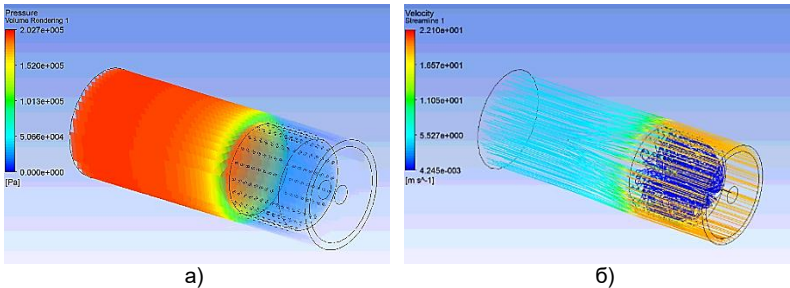 Pressure
Volume Rendering 1
2.027e+005
1.520e+005
1.013e+005
5.066e+004
0.000e+000
[Pa]
а)
Velocity
Streamline 1
2.210e+001
1.657e+001
1.105e+001
5.527e+000
4.245e-003
[m s^-1]
б)